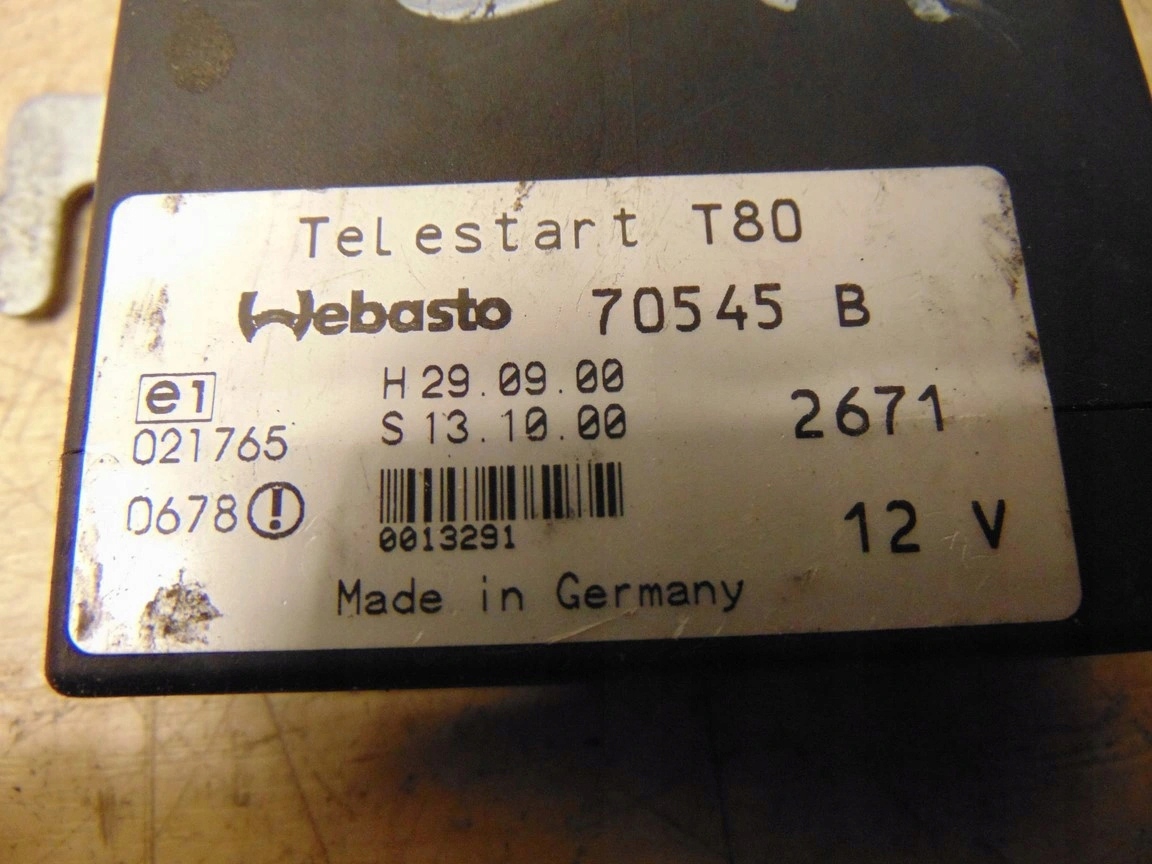 Telestart T80
Webasto 70545 B
e1
021765
H 29.09.00
S 13.10.00
2671
0678
0013291
12 V
Made in Germany